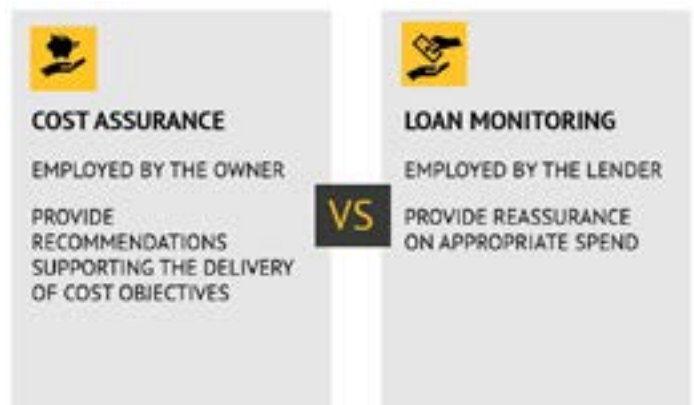 COST ASSURANCE
EMPLOYED BY THE OWNER
PROVIDE
RECOMMENDATIONS
SUPPORTING THE DELIVERY
OF COST OBJECTIVES
VS
LOAN MONITORING
EMPLOYED BY THE LENDER
PROVIDE REASSURANCE
ON APPROPRIATE SPEND